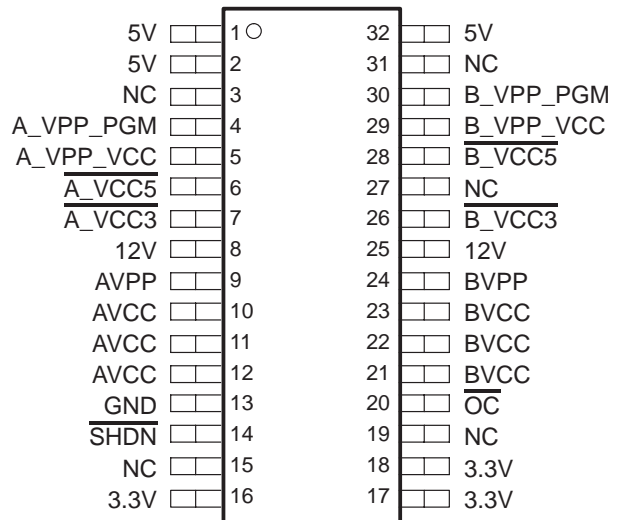 5V 1 32 5V
5V 2 31 NC
NC 3 30 B_VPP_PGM
A_VPP_PGM 4 29 B_VPP_VCC
A_VPP_VCC 5 28 B_VCC5
A_VCC5 6 27 NC
A_VCC3 7 26 B_VCC3
12V 8 25 12V
AVPP 9 24 BVPP
AVCC 10 23 BVCC
AVCC 11 22 BVCC
AVCC 12 21 BVCC
GND 13 20 OC
SHDN 14 19 NC
NC 15 18 3.3V
3.3V 16 17 3.3V